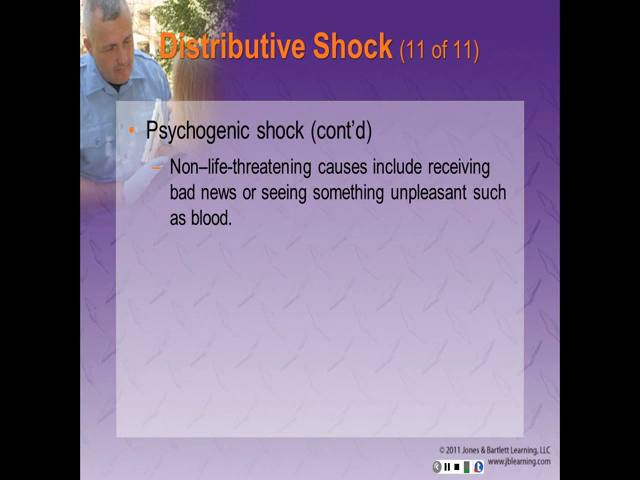 Distributive Shock (11 of 11)
• Psychogenic shock (cont’d)
– Non–life-threatening causes include receiving
bad news or seeing something unpleasant such
as blood.
© 2011 Jones & Bartlett Learning, LLC
www.jblearning.com